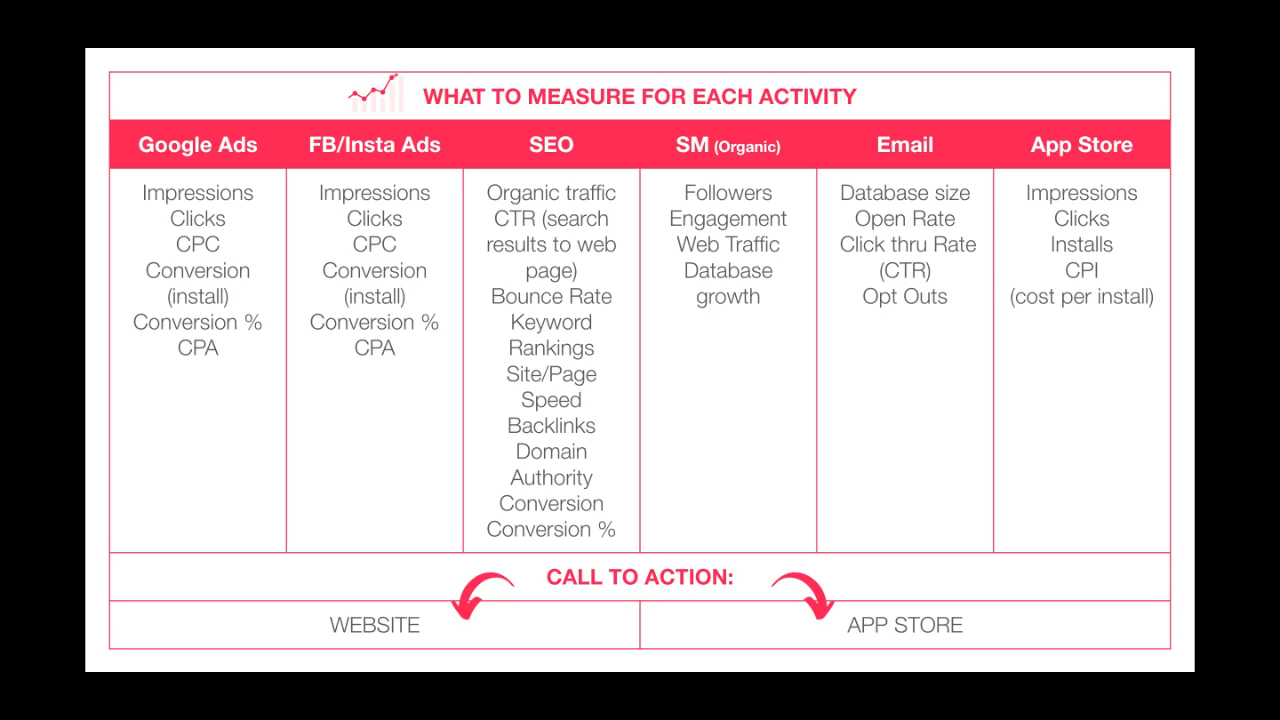 WHAT TO MEASURE FOR EACH ACTIVITY
Google Ads
FB/Insta Ads
SEO
SM (Organic)
Email
App Store
Impressions
Clicks
CPC
Conversion
(install)
Conversion %
CPA
Impressions
Clicks
CPC
Conversion
(install)
Conversion %
CPA
Organic traffic
CTR (search
results to web
page)
Bounce Rate
Keyword
Rankings
Site/Page
Speed
Backlinks
Domain
Authority
Conversion
Conversion %
Followers
Engagement
Web Traffic
Database
growth
Database size
Open Rate
Click thru Rate
(CTR)
Opt Outs
Impressions
Clicks
Installs
CPI
(cost per install)
CALL TO ACTION:
WEBSITE
APP STORE